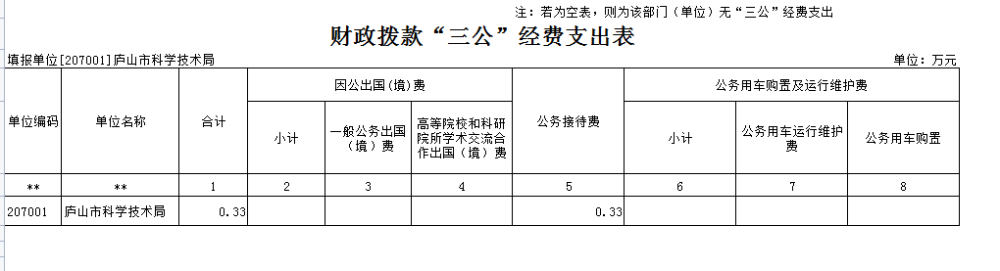 注：若为空表，则为该部门（单位）无“三公”经费支出
财政拨款“三公”经费支出表
填报单位[207001]庐山市科学技术局 单位：万元
单位编码 单位名称 合计 因公出国(境)费 公务接待费 公务用车购置及运行维护费
小计 一般公务出国（境）费 高等院校和科研院所学术交流合作出国（境）费 小计 公务用车运行维护费 公务用车购置
** ** 1 2 3 4 5 6 7 8
207001 庐山市科学技术局 0.33 0.33